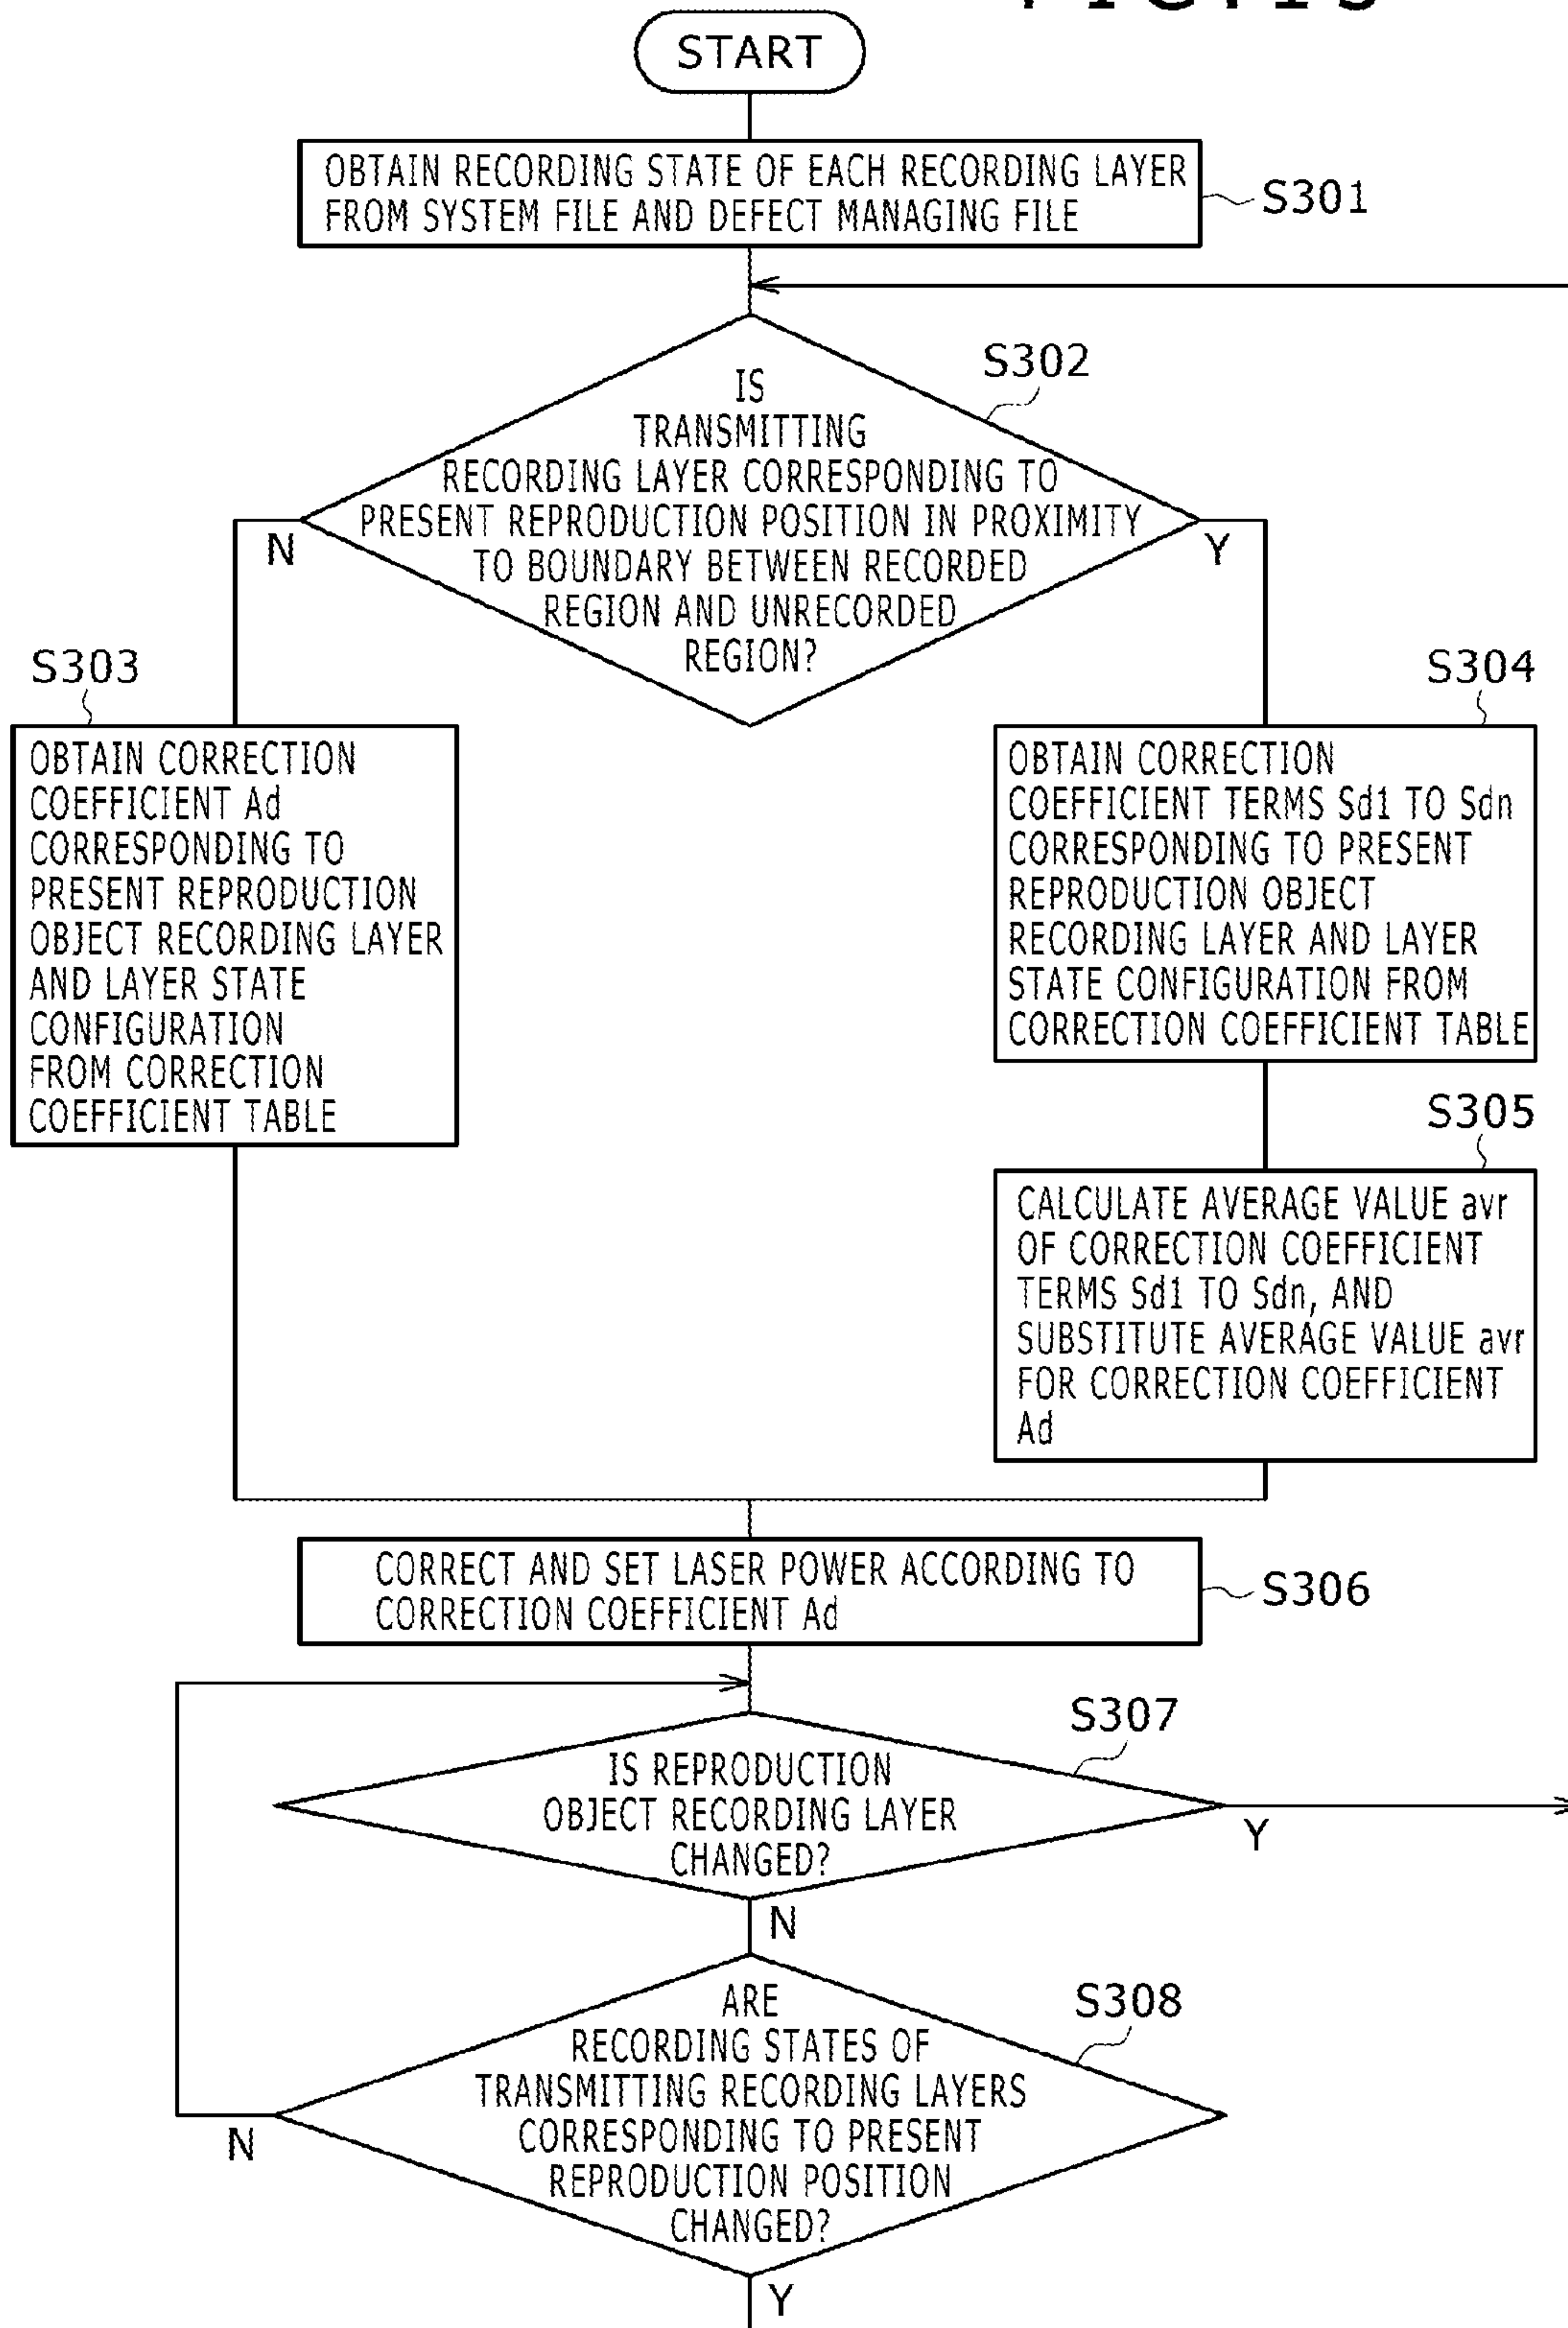 START
OBTAIN RECORDING STATE OF EACH RECORDING LAYER
FROM SYSTEM FILE AND DEFECT MANAGING FILE
S301
S302
IS
TRANSMITTING
RECORDING LAYER CORRESPONDING TO
PRESENT REPRODUCTION POSITION IN PROXIMITY
TO BOUNDARY BETWEEN RECORDED
REGION AND UNRECORDED
REGION?
N
Y
S303
OBTAIN CORRECTION
COEFFICIENT Ad
CORRESPONDING TO
PRESENT REPRODUCTION
OBJECT RECORDING LAYER
AND LAYER STATE
CONFIGURATION
FROM CORRECTION
COEFFICIENT TABLE
S304
OBTAIN CORRECTION
COEFFICIENT TERMS Sd1 TO Sdn
CORRESPONDING TO PRESENT
REPRODUCTION OBJECT
RECORDING LAYER AND LAYER
STATE CONFIGURATION FROM
CORRECTION COEFFICIENT TABLE
S305
CALCULATE AVERAGE VALUE avr
OF CORRECTION COEFFICIENT
TERMS Sd1 TO Sdn, AND
SUBSTITUTE AVERAGE VALUE avr
FOR CORRECTION COEFFICIENT
Ad
CORRECT AND SET LASER POWER ACCORDING TO
CORRECTION COEFFICIENT Ad
S306
S307
IS REPRODUCTION
OBJECT RECORDING LAYER
CHANGED?
Y
N
S308
ARE
RECORDING STATES OF
TRANSMITTING RECORDING LAYERS
CORRESPONDING TO PRESENT
REPRODUCTION POSITION
CHANGED?
N
Y